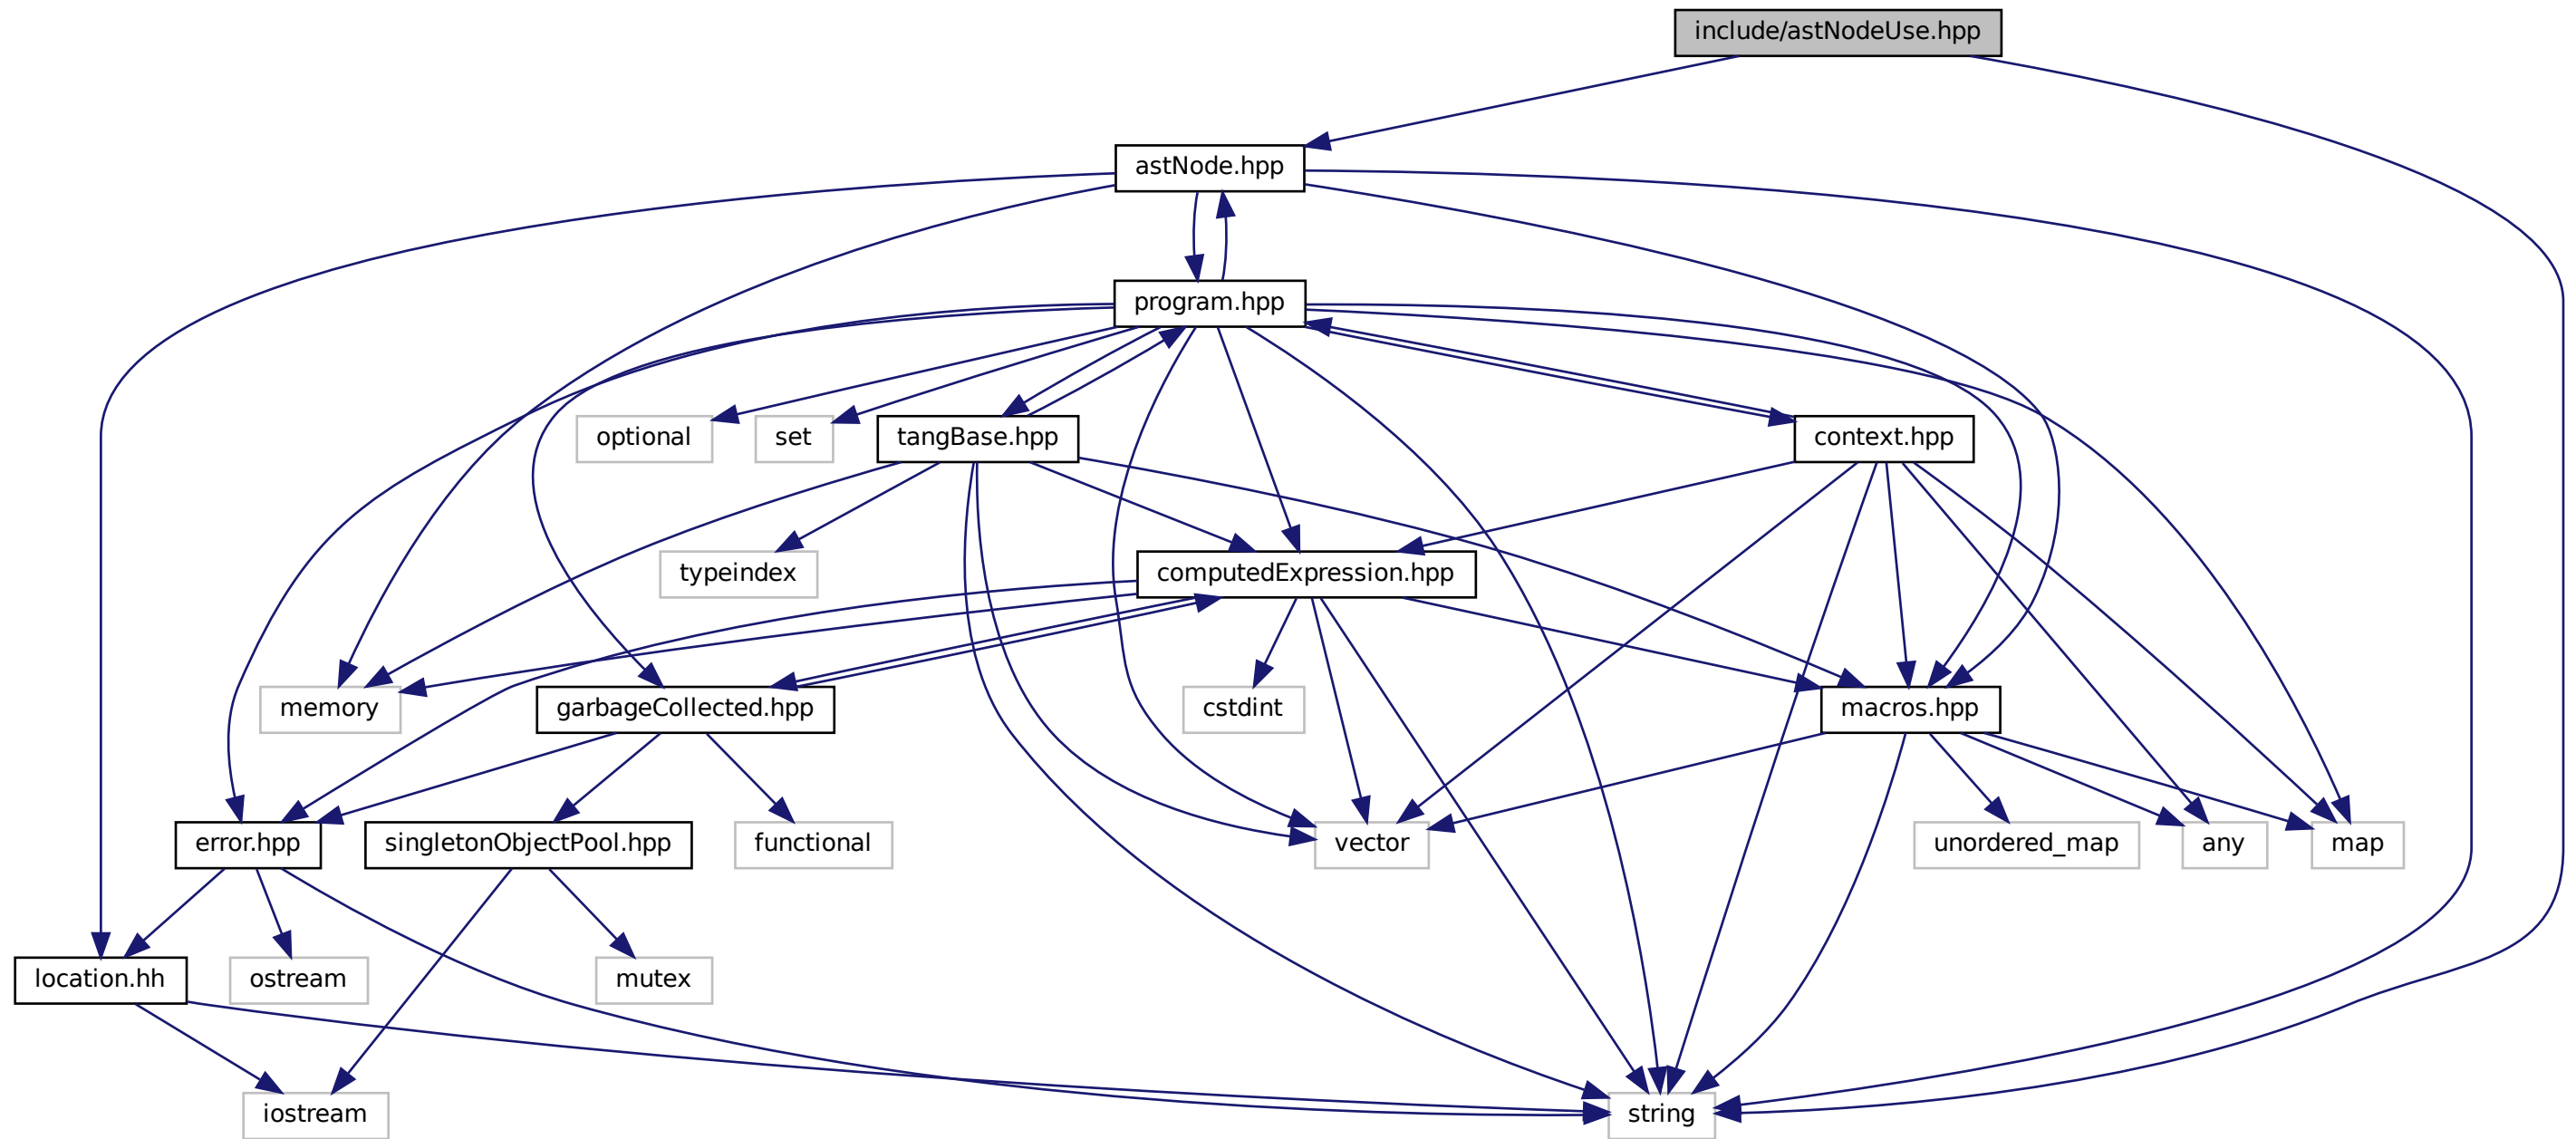 include/astNodeUse.hpp
astNode.hpp
program.hpp
optional
set
tangBase.hpp
context.hpp
typeindex
computedExpression.hpp
memory
garbageCollected.hpp
cstdint
macros.hpp
error.hpp
singletonObjectPool.hpp
functional
vector
unordered_map
any
map
location.hh
ostream
mutex
iostream
string